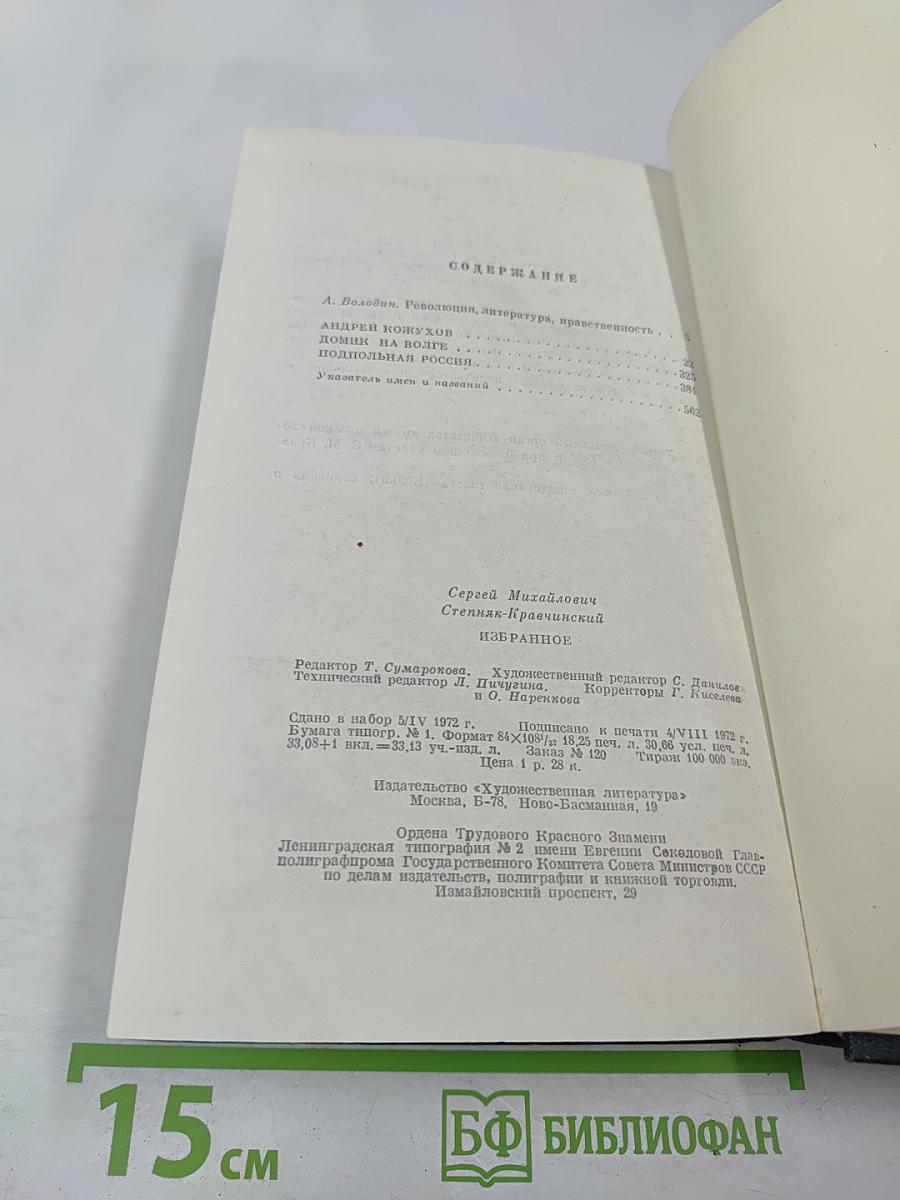 СОДЕРЖАНИЕ
А. Володин. Революция, литература, нравственность . . 3
АНДРЕЙ КОЖУХОВ . . . . . . . . . . . . . . . . 22
ДОМИК НА ВОЛГЕ . . . . . . . . . . . . . . . . 325
ПОДПОЛЬНАЯ РОССИЯ . . . . . . . . . . . . . . . 381
Указатель имен и названий . . . . . . . . . . . . . . 562
Сергей Михайлович
Степняк-Кравчинский
ИЗБРАННОЕ
Редактор Т. Сумарокова. Художественный редактор С. Данилов
Технический редактор Л. Пичугина. Корректоры Г. Киселева
и О. Наренкова
Сдано в набор 5/IV 1972 г. Подписано к печати 4/VIII 1972 г.
Бумага типогр. № 1. Формат 84×108¹/₃₂ 18,25 печ. л. 30,66 усл. печ. л.
33,08+1 вкл.=33,13 уч.-изд. л. Заказ № 120 Тираж 100 000 экз.
Цена 1 р. 28 к.
Издательство «Художественная литература»
Москва, Б-78, Ново-Басманная, 19
Ордена Трудового Красного Знамени
Ленинградская типография № 2 имени Евгении Соколовой Глав-
полиграфпрома Государственного Комитета Совета Министров СССР
по делам издательств, полиграфии и книжной торговли.
Измайловский проспект, 29
15 см
БФ БИБЛИОФАН